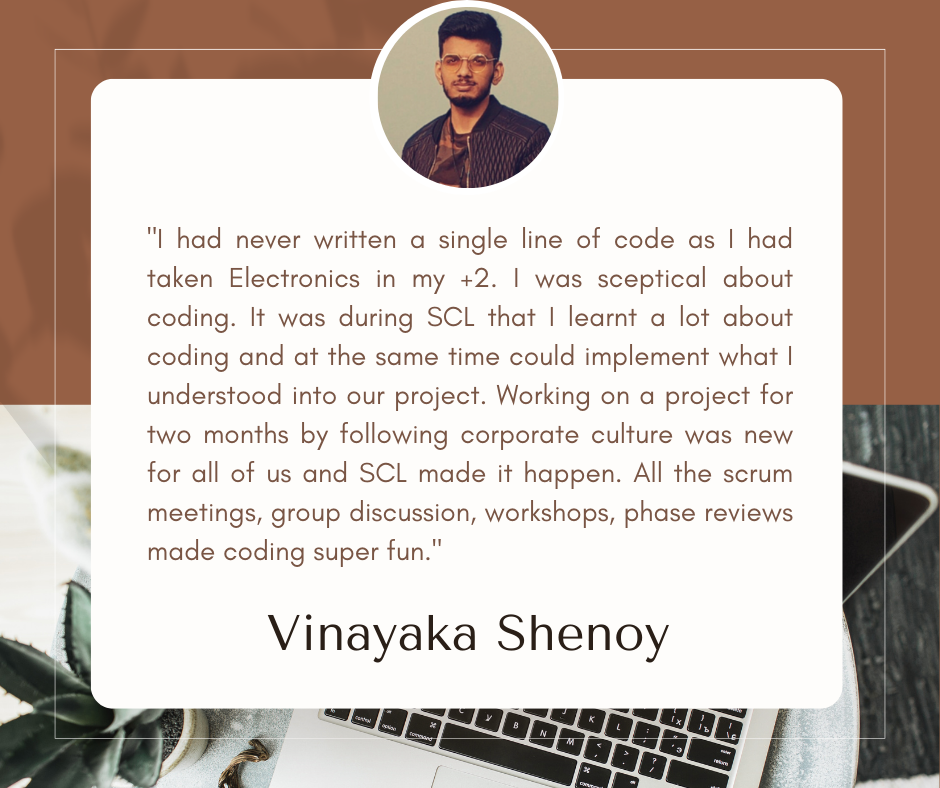 "I had never written a single line of code as I had
taken Electronics in my +2. I was sceptical about
coding. It was during SCL that I learnt a lot about
coding and at the same time could implement what I
understood into our project. Working on a project for
two months by following corporate culture was new
for all of us and SCL made it happen. All the scrum
meetings, group discussion, workshops, phase reviews
made coding super fun."
Vinayaka Shenoy